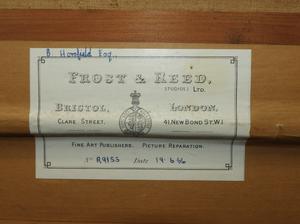 B. Horsfield Esq.,
FROST & REED,
STUDIOS) LTD.
BRISTOL, LONDON,
CLARE STREET. 41, NEW BOND ST, W.1
FINE ART PUBLISHERS. PICTURE REPARATION.
No R9155 Date 19.6.66